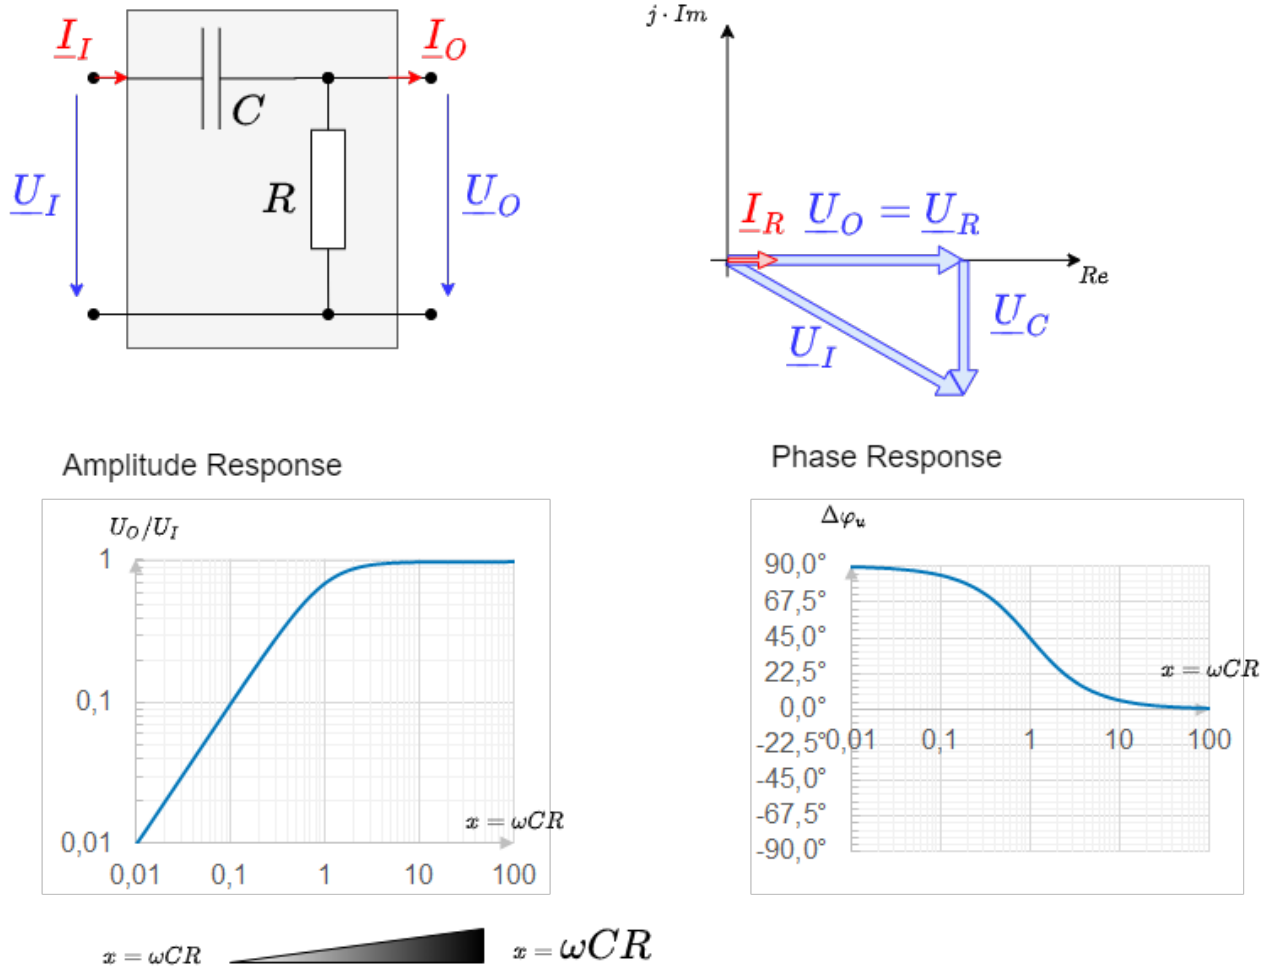 I_I
I_O
C
R
U_I
U_O
j · Im
I_R U_O = U_R
Re
U_C
U_I
Amplitude Response
U_O/U_I
1
0,1
0,01
x = ωCR
0,01 0,1 1 10 100
Phase Response
Δφ_u
90,0°
67,5°
45,0°
22,5°
x = ωCR
0,0°
-22,5° 0,01 0,1 1 10 100
-45,0°
-67,5°
-90,0°
x = ωCR x = ωCR